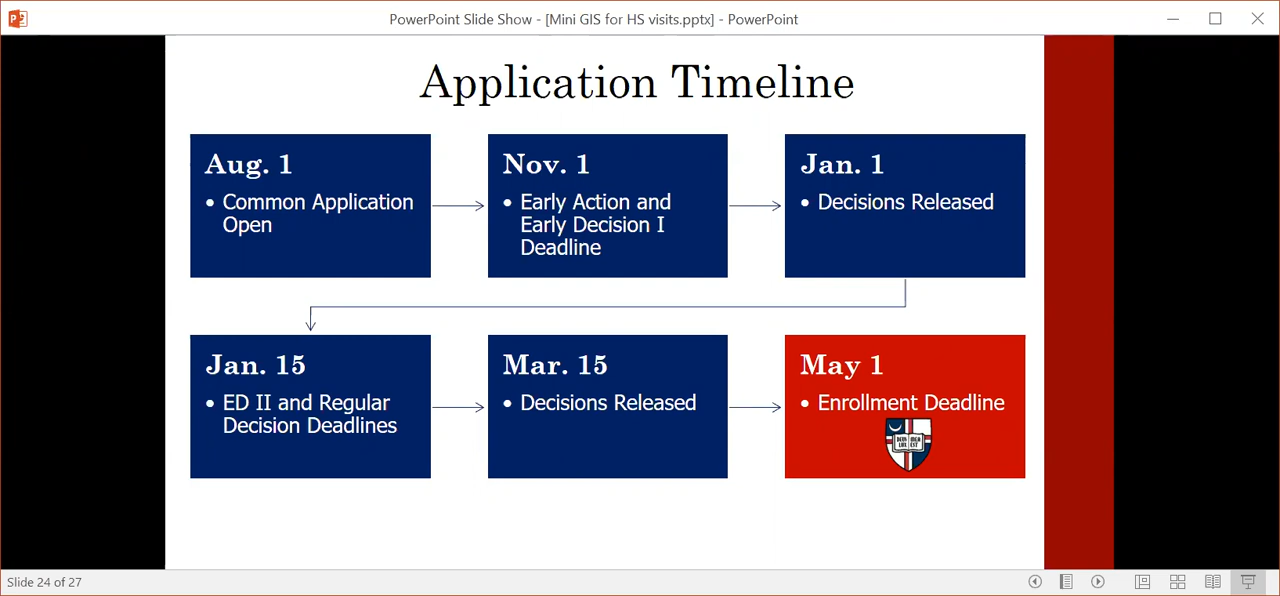 PowerPoint Slide Show - [Mini GIS for HS visits.pptx] - PowerPoint
Application Timeline
Aug. 1
• Common Application
Open
Nov. 1
• Early Action and
Early Decision I
Deadline
Jan. 1
• Decisions Released
Jan. 15
• ED II and Regular
Decision Deadlines
Mar. 15
• Decisions Released
May 1
• Enrollment Deadline
Slide 24 of 27